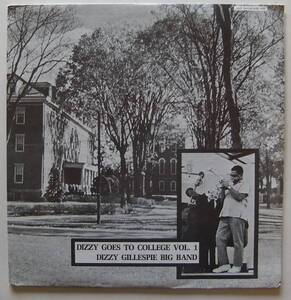 DIZZY GOES TO COLLEGE VOL. 1
DIZZY GILLESPIE BIG BAND